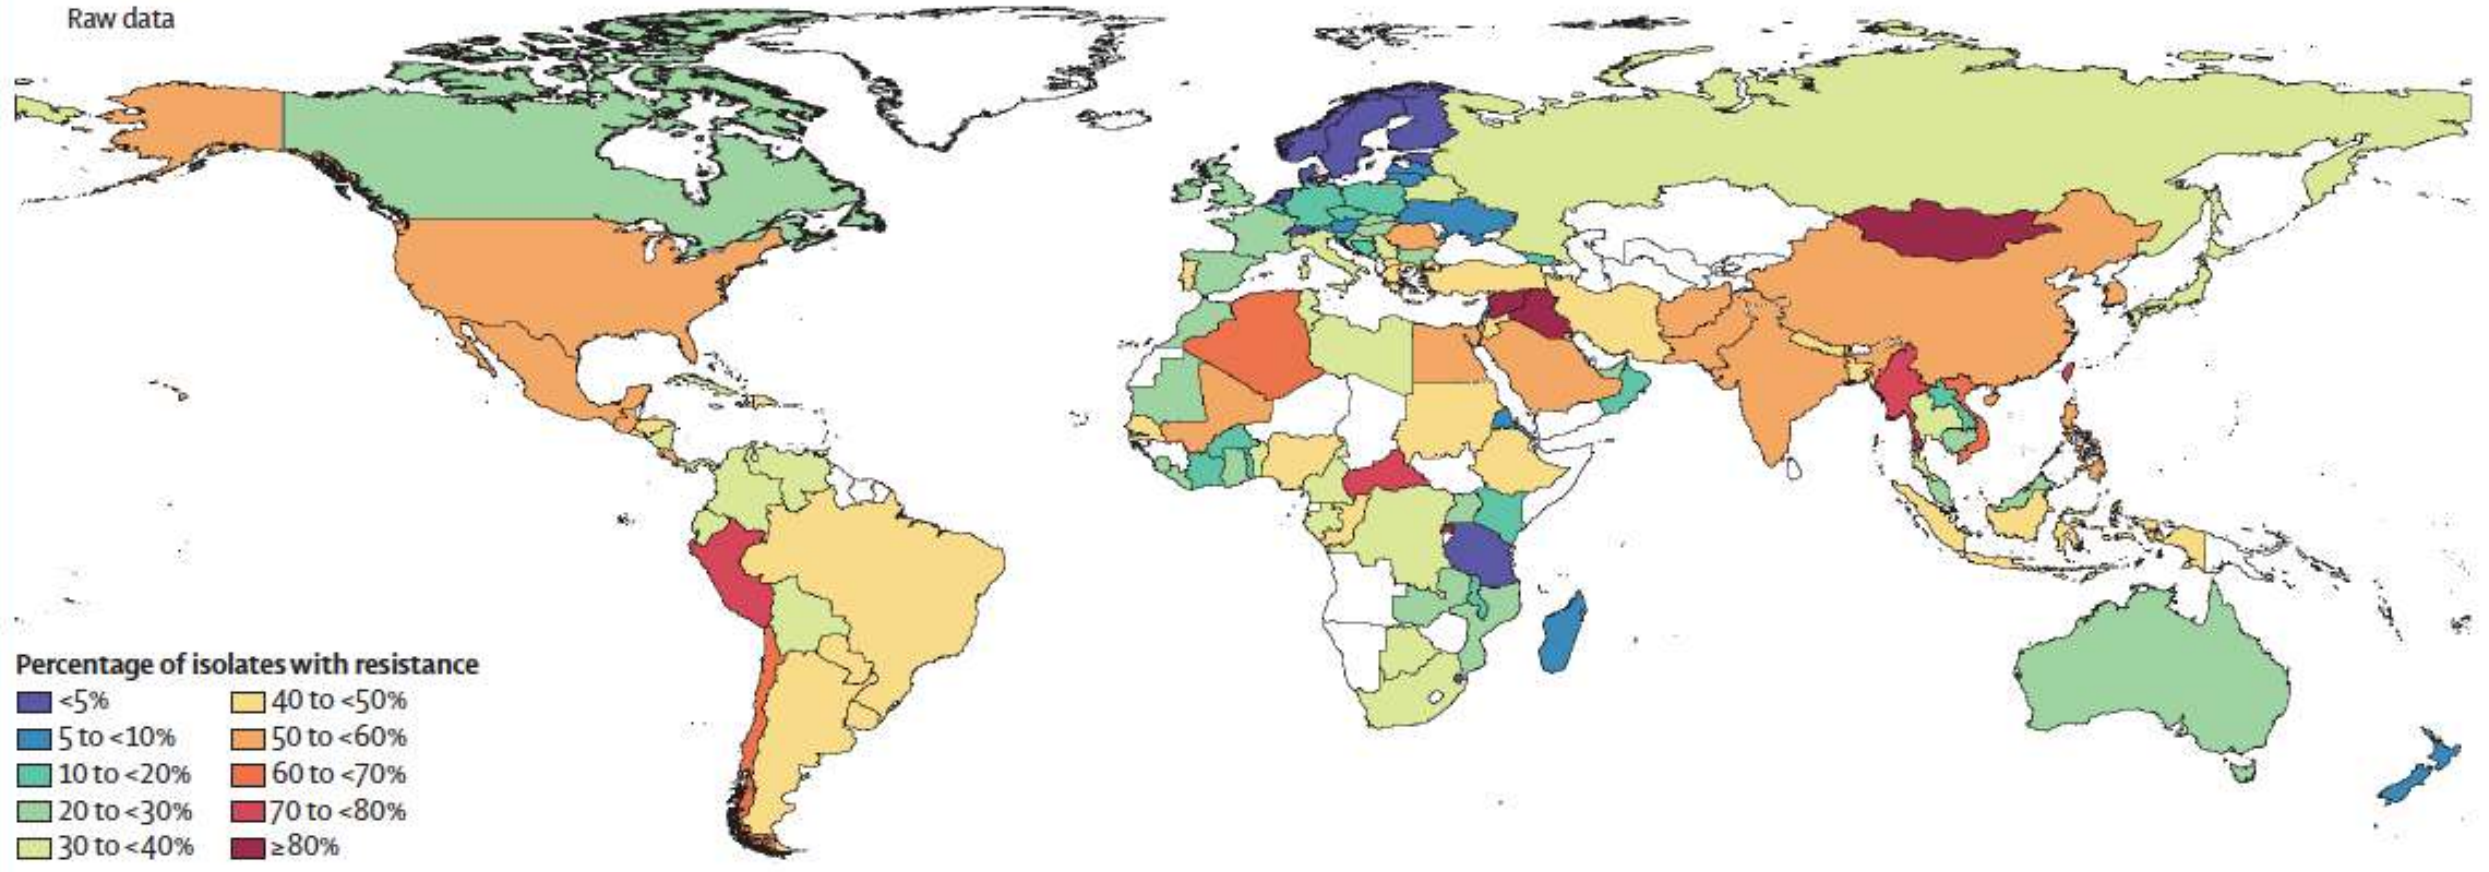 Raw data
Percentage of isolates with resistance
<5%
5 to <10%
10 to <20%
20 to <30%
30 to <40%
40 to <50%
50 to <60%
60 to <70%
70 to <80%
≥80%